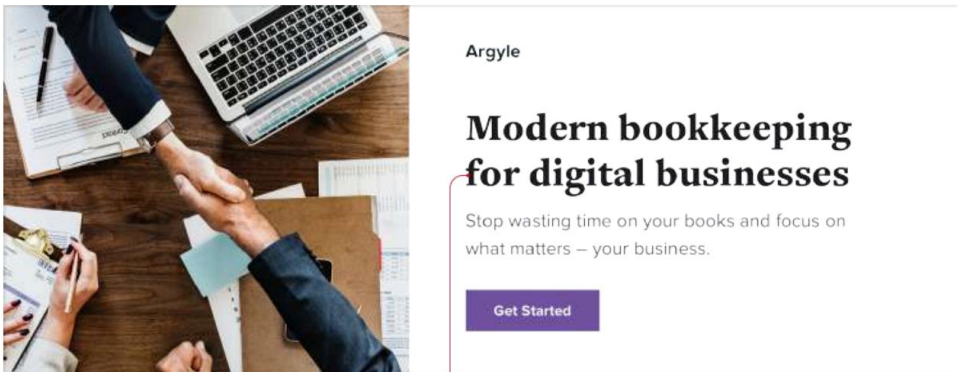 Argyle
Modern bookkeeping
for digital businesses
Stop wasting time on your books and focus on
what matters – your business.
Get Started